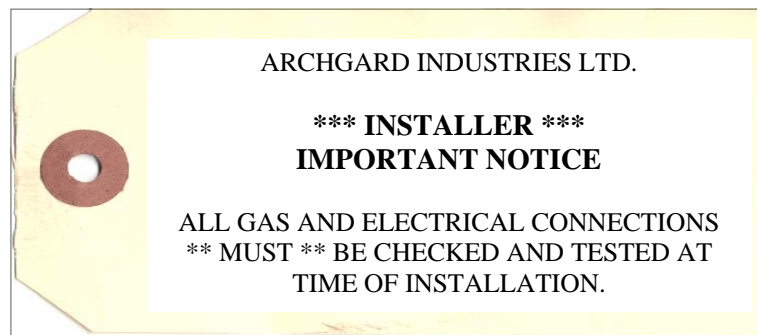 ARCHGARD INDUSTRIES LTD.
*** INSTALLER ***
IMPORTANT NOTICE
ALL GAS AND ELECTRICAL CONNECTIONS
** MUST ** BE CHECKED AND TESTED AT
TIME OF INSTALLATION.